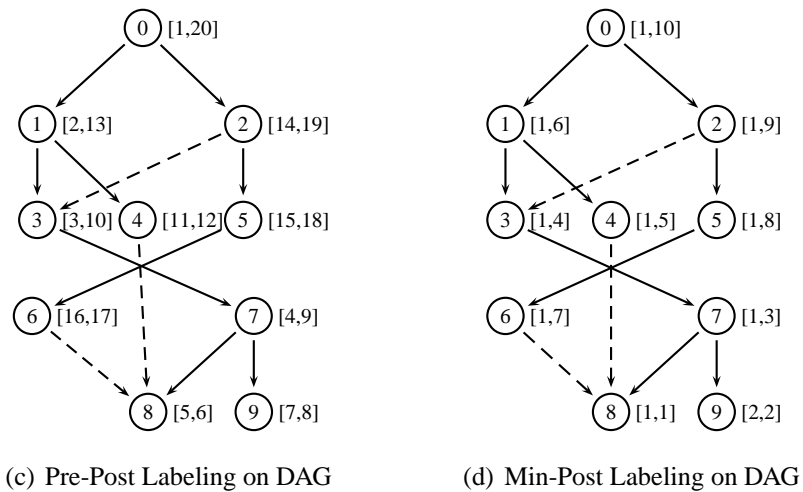 0 [1,20]
1 [2,13] 2 [14,19]
3 [3,10] 4 [11,12] 5 [15,18]
6 [16,17] 7 [4,9]
8 [5,6] 9 [7,8]
(c) Pre-Post Labeling on DAG
0 [1,10]
1 [1,6] 2 [1,9]
3 [1,4] 4 [1,5] 5 [1,8]
6 [1,7] 7 [1,3]
8 [1,1] 9 [2,2]
(d) Min-Post Labeling on DAG